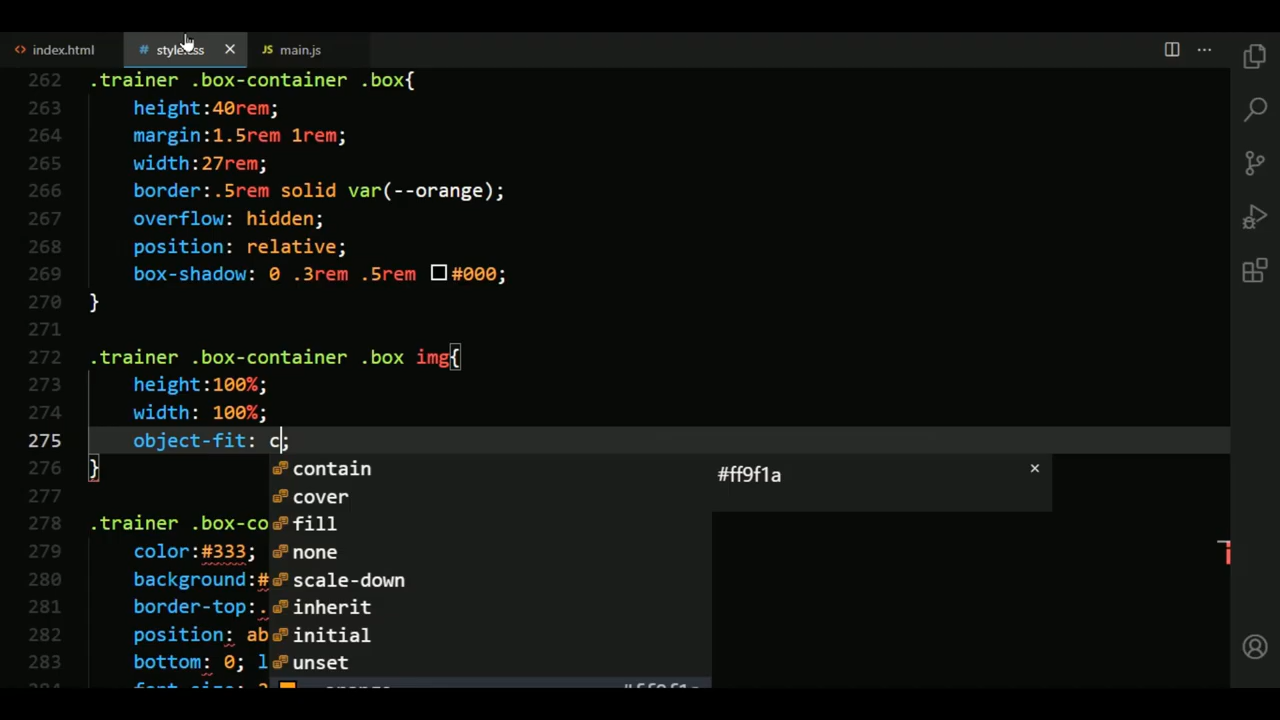 index.html
style.css
main.js
262 .trainer .box-container .box{
263 height:40rem;
264 margin:1.5rem 1rem;
265 width:27rem;
266 border:.5rem solid var(--orange);
267 overflow: hidden;
268 position: relative;
269 box-shadow: 0 .3rem .5rem #000;
270 }
271
272 .trainer .box-container .box img{
273 height:100%;
274 width: 100%;
275 object-fit: c;
276 }
contain
#ff9f1a
cover
277
278 .trainer .box-co
fill
279 color:#333;
none
280 background:#
scale-down
281 border-top:.
inherit
282 position: ab
initial
283 bottom: 0; l
unset